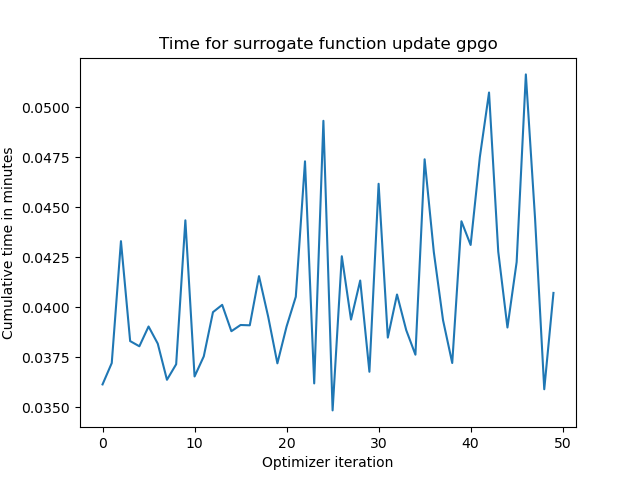 Time for surrogate function update gpgo
Cumulative time in minutes
0.0500
0.0475
0.0450
0.0425
0.0400
0.0375
0.0350
0 10 20 30 40 50
Optimizer iteration